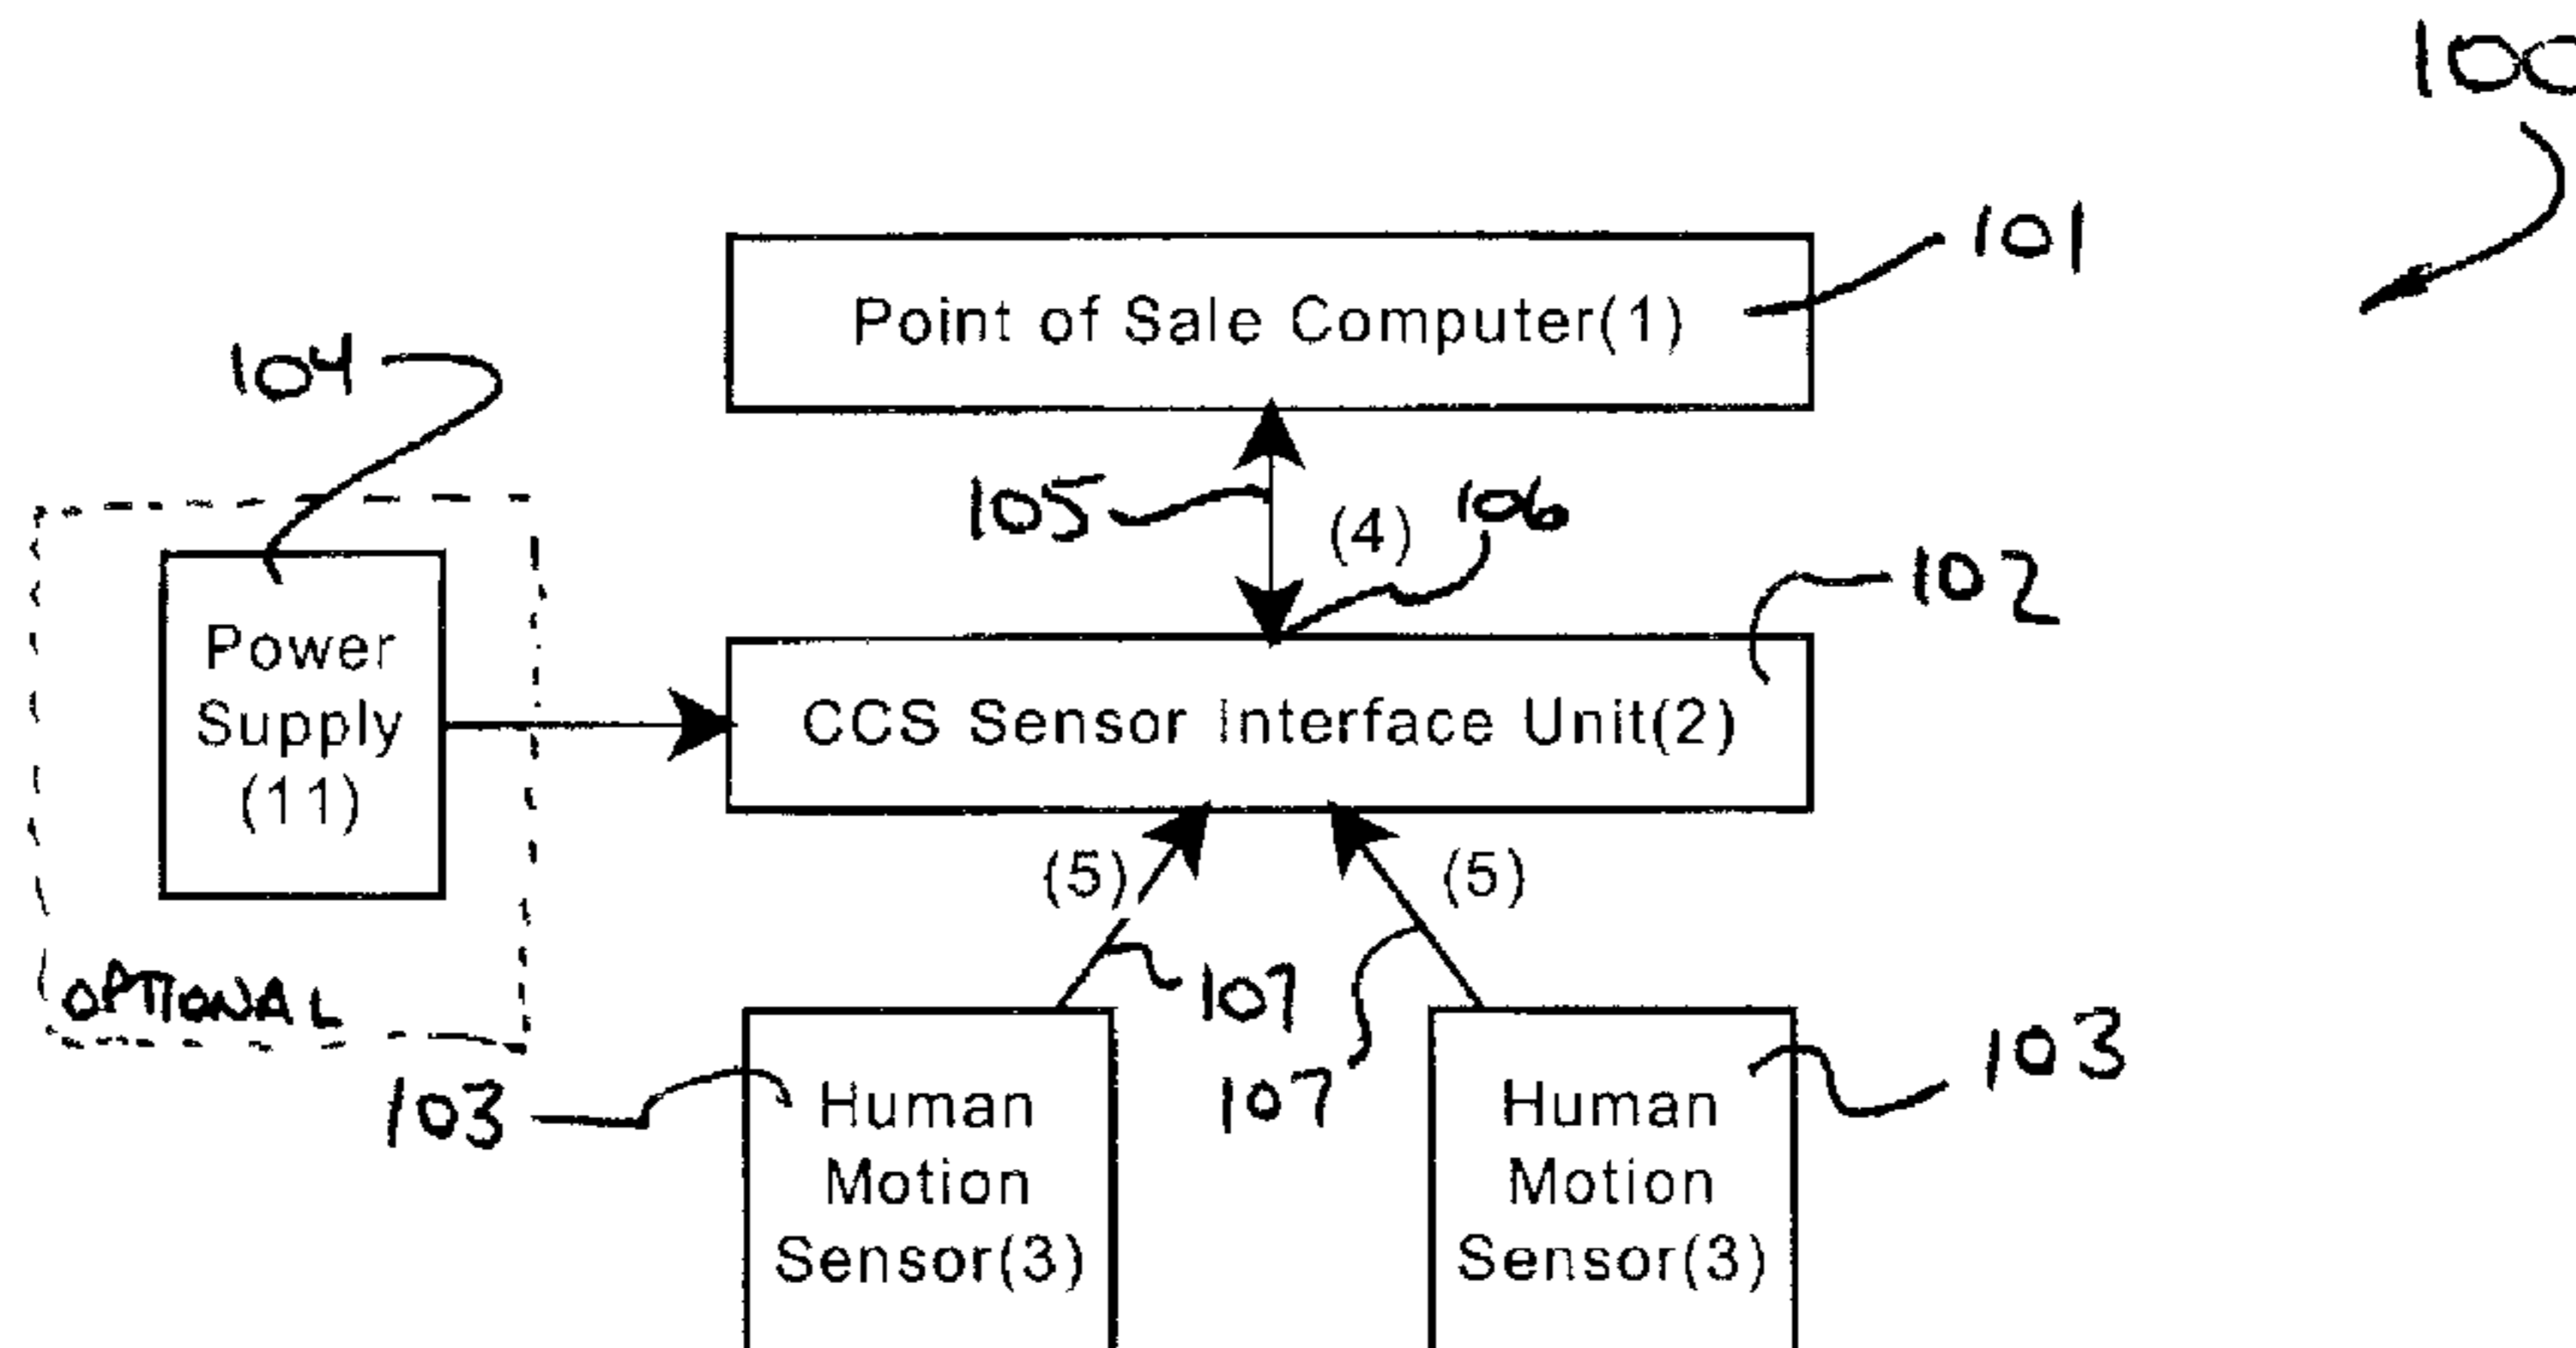 100
101
Point of Sale Computer(1)
104
105
(4)
106
102
Power
Supply
(11)
CCS Sensor Interface Unit(2)
(5)
(5)
OPTIONAL
107
107
103
103
Human
Motion
Sensor(3)
Human
Motion
Sensor(3)